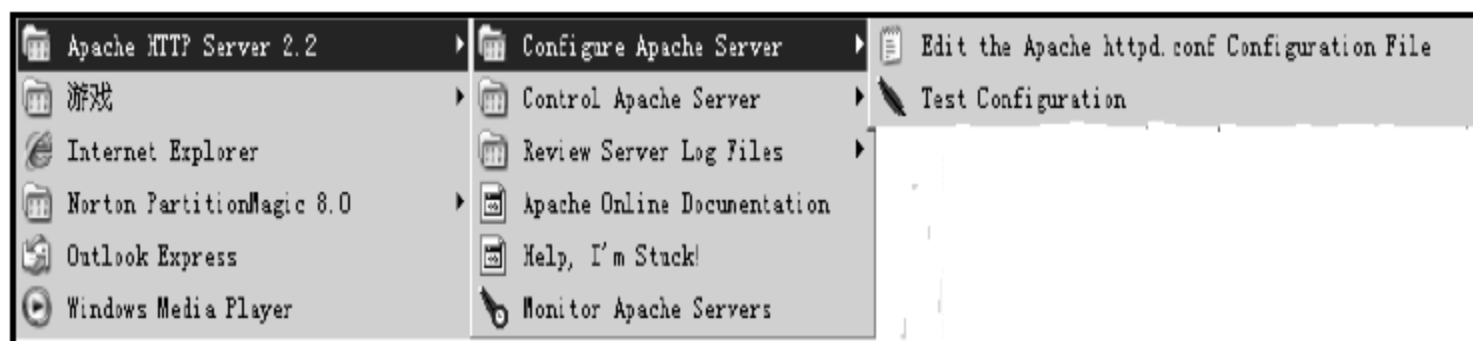 Apache HTTP Server 2.2
游戏
Internet Explorer
Norton PartitionMagic 8.0
Outlook Express
Windows Media Player
Configure Apache Server
Control Apache Server
Review Server Log Files
Apache Online Documentation
Help, I'm Stuck!
Monitor Apache Servers
Edit the Apache httpd.conf Configuration File
Test Configuration